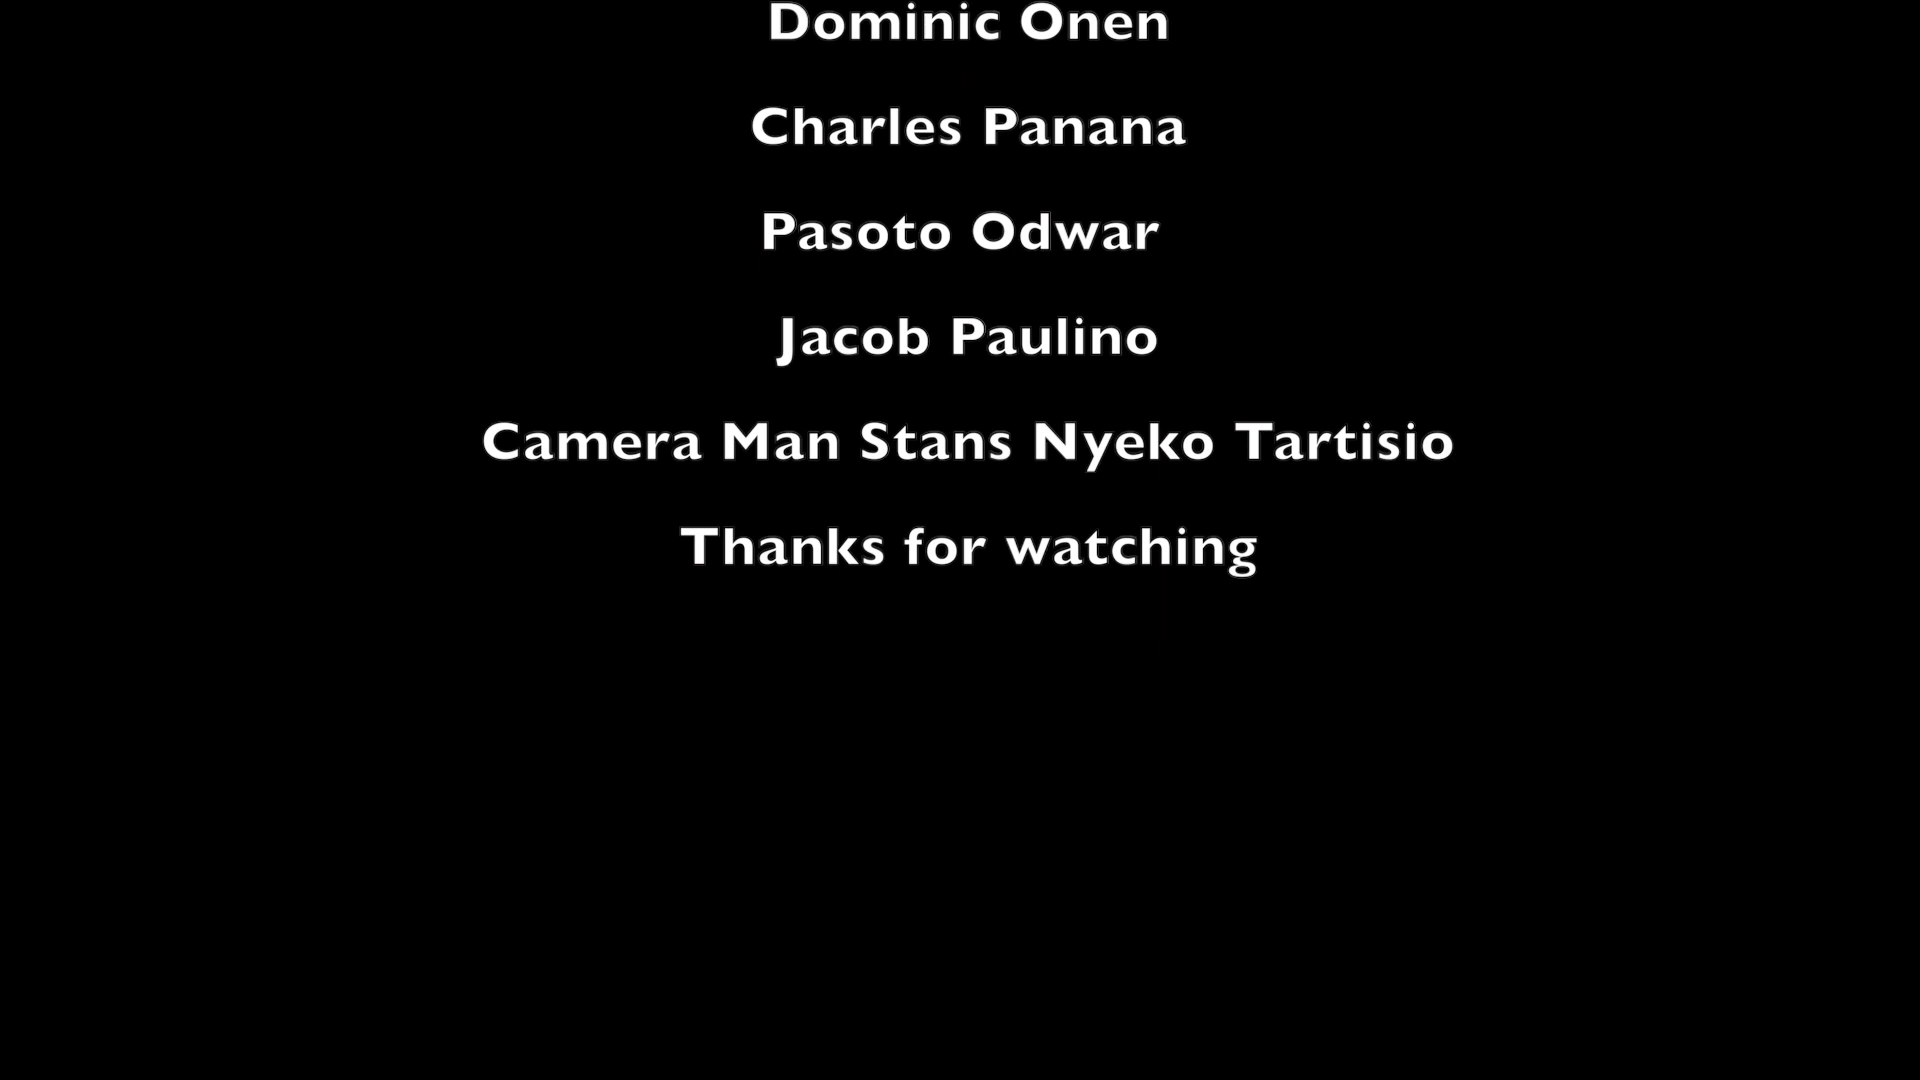 Dominic Onen
Charles Panana
Pasoto Odwar
Jacob Paulino
Camera Man Stans Nyeko Tartisio
Thanks for watching